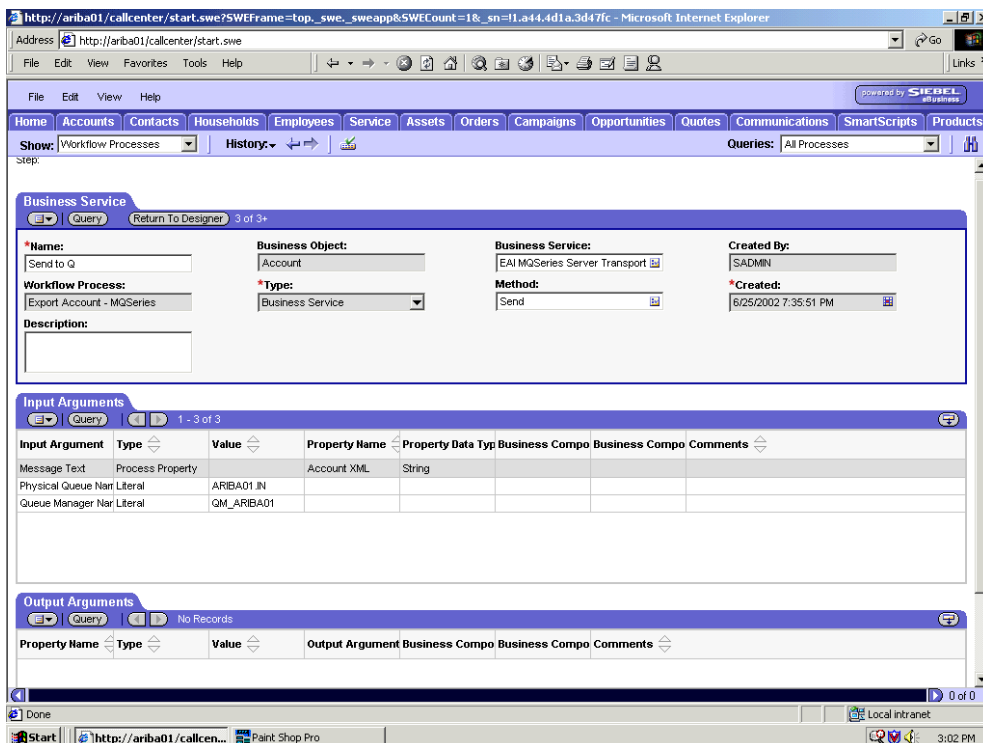 http://ariba01/callcenter/start.swe?SWEFrame=top._swe._sweapp&SWECount=1&_sn=!1.a44.4d1a.3d47fc - Microsoft Internet Explorer
Address http://ariba01/callcenter/start.swe Go
File Edit View Favorites Tools Help Links
File Edit View Help powered by SIEBEL eBusiness
Home Accounts Contacts Households Employees Service Assets Orders Campaigns Opportunities Quotes Communications SmartScripts Products
Show: Workflow Processes History: Queries: All Processes
Step:
Business Service
Query Return To Designer 3 of 3+
*Name: Business Object: Business Service: Created By:
Send to Q Account EAI MQSeries Server Transport SADMIN
Workflow Process: *Type: Method: *Created:
Export Account - MQSeries Business Service Send 6/25/2002 7:35:51 PM
Description:
Input Arguments
Query 1 - 3 of 3
Input Argument Type Value Property Name Property Data Typ Business Compo Business Compo Comments
Message Text Process Property Account XML String
Physical Queue Nam Literal ARIBA01.IN
Queue Manager Nar Literal QM_ARIBA01
Output Arguments
Query No Records
Property Name Type Value Output Argument Business Compo Business Compo Comments
0 of 0
Done Local intranet
Start http://ariba01/callcen... Paint Shop Pro 3:02 PM